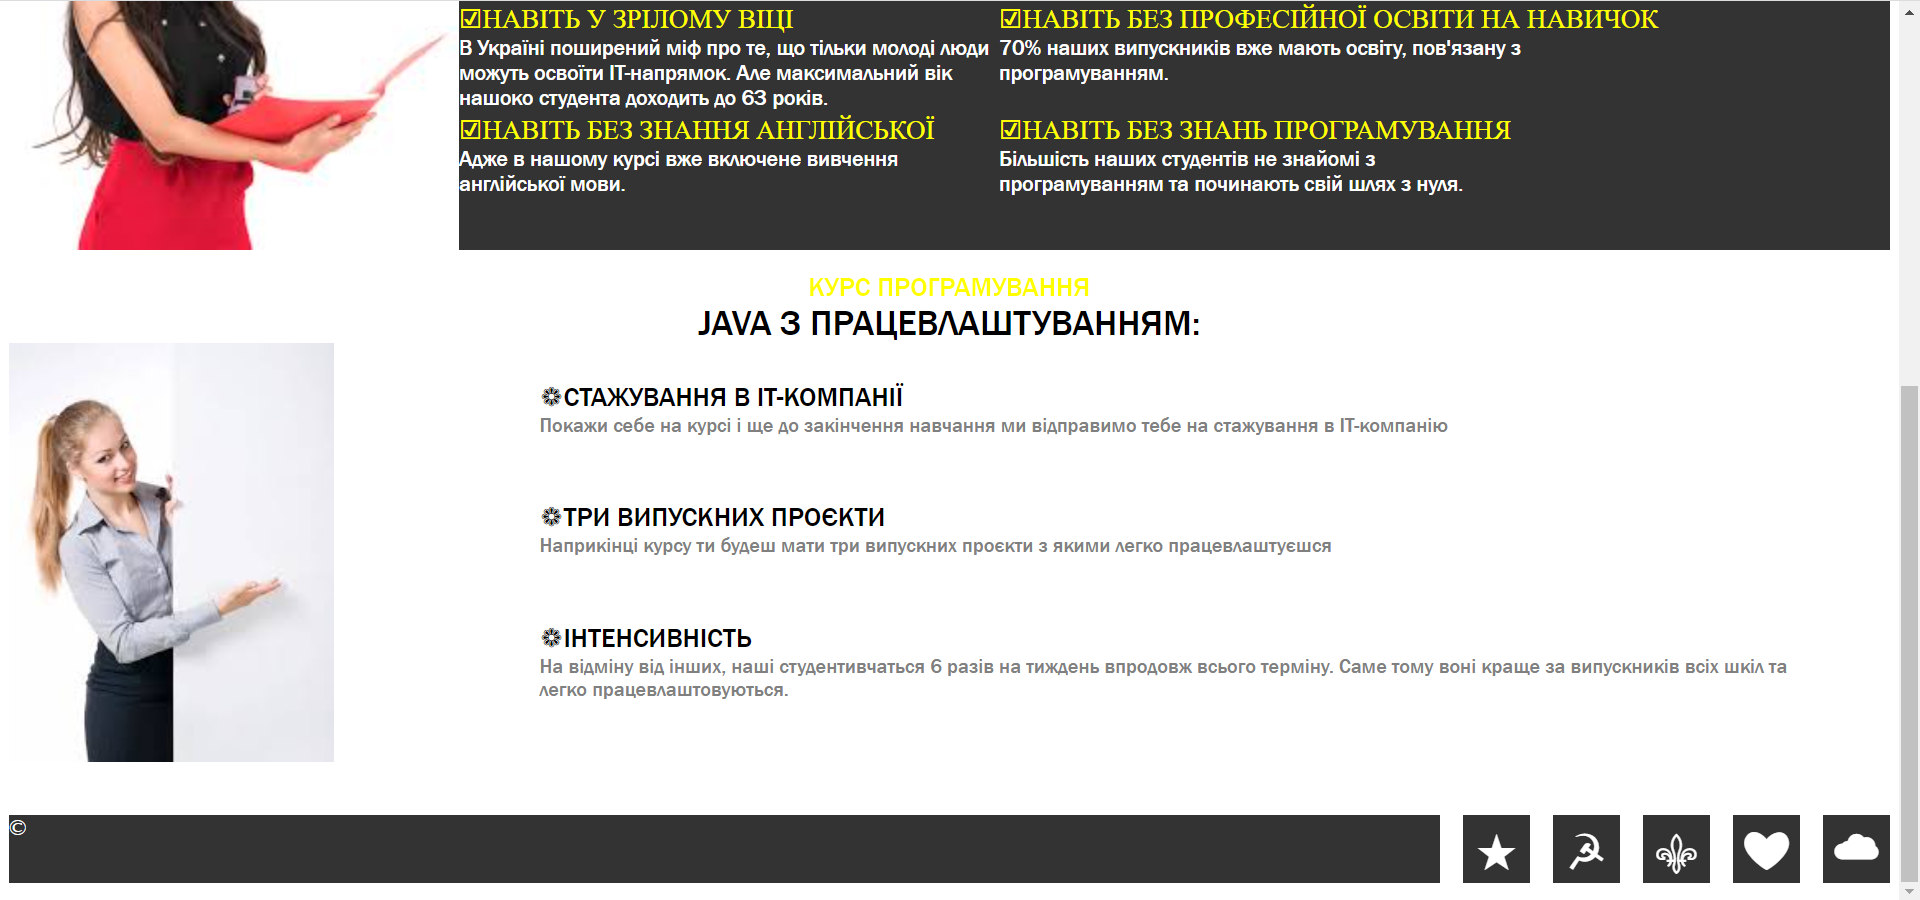 ☑НАВІТЬ У ЗРІЛОМУ ВІЦІ
В Україні поширений міф про те, що тільки молоді люди
можуть освоїти ІТ-напрямок. Але максимальний вік
нашоко студента доходить до 63 років.
☑НАВІТЬ БЕЗ ПРОФЕСІЙНОЇ ОСВІТИ НА НАВИЧОК
70% наших випускників вже мають освіту, пов'язану з
програмуванням.
☑НАВІТЬ БЕЗ ЗНАННЯ АНГЛІЙСЬКОЇ
Адже в нашому курсі вже включене вивчення
англійської мови.
☑НАВІТЬ БЕЗ ЗНАНЬ ПРОГРАМУВАННЯ
Більшість наших студентів не знайомі з
програмуванням та починають свій шлях з нуля.
КУРС ПРОГРАМУВАННЯ
JAVA З ПРАЦЕВЛАШТУВАННЯМ:
❂СТАЖУВАННЯ В ІТ-КОМПАНІЇ
Покажи себе на курсі і ще до закінчення навчання ми відправимо тебе на стажування в ІТ-компанію
❂ТРИ ВИПУСКНИХ ПРОЄКТИ
Наприкінці курсу ти будеш мати три випускних проєкти з якими легко працевлаштуєшся
❂ІНТЕНСИВНІСТЬ
На відміну від інших, наші студентивчаться 6 разів на тиждень впродовж всього терміну. Саме тому воні краще за випускників всіх шкіл та
легко працевлаштовуються.
©